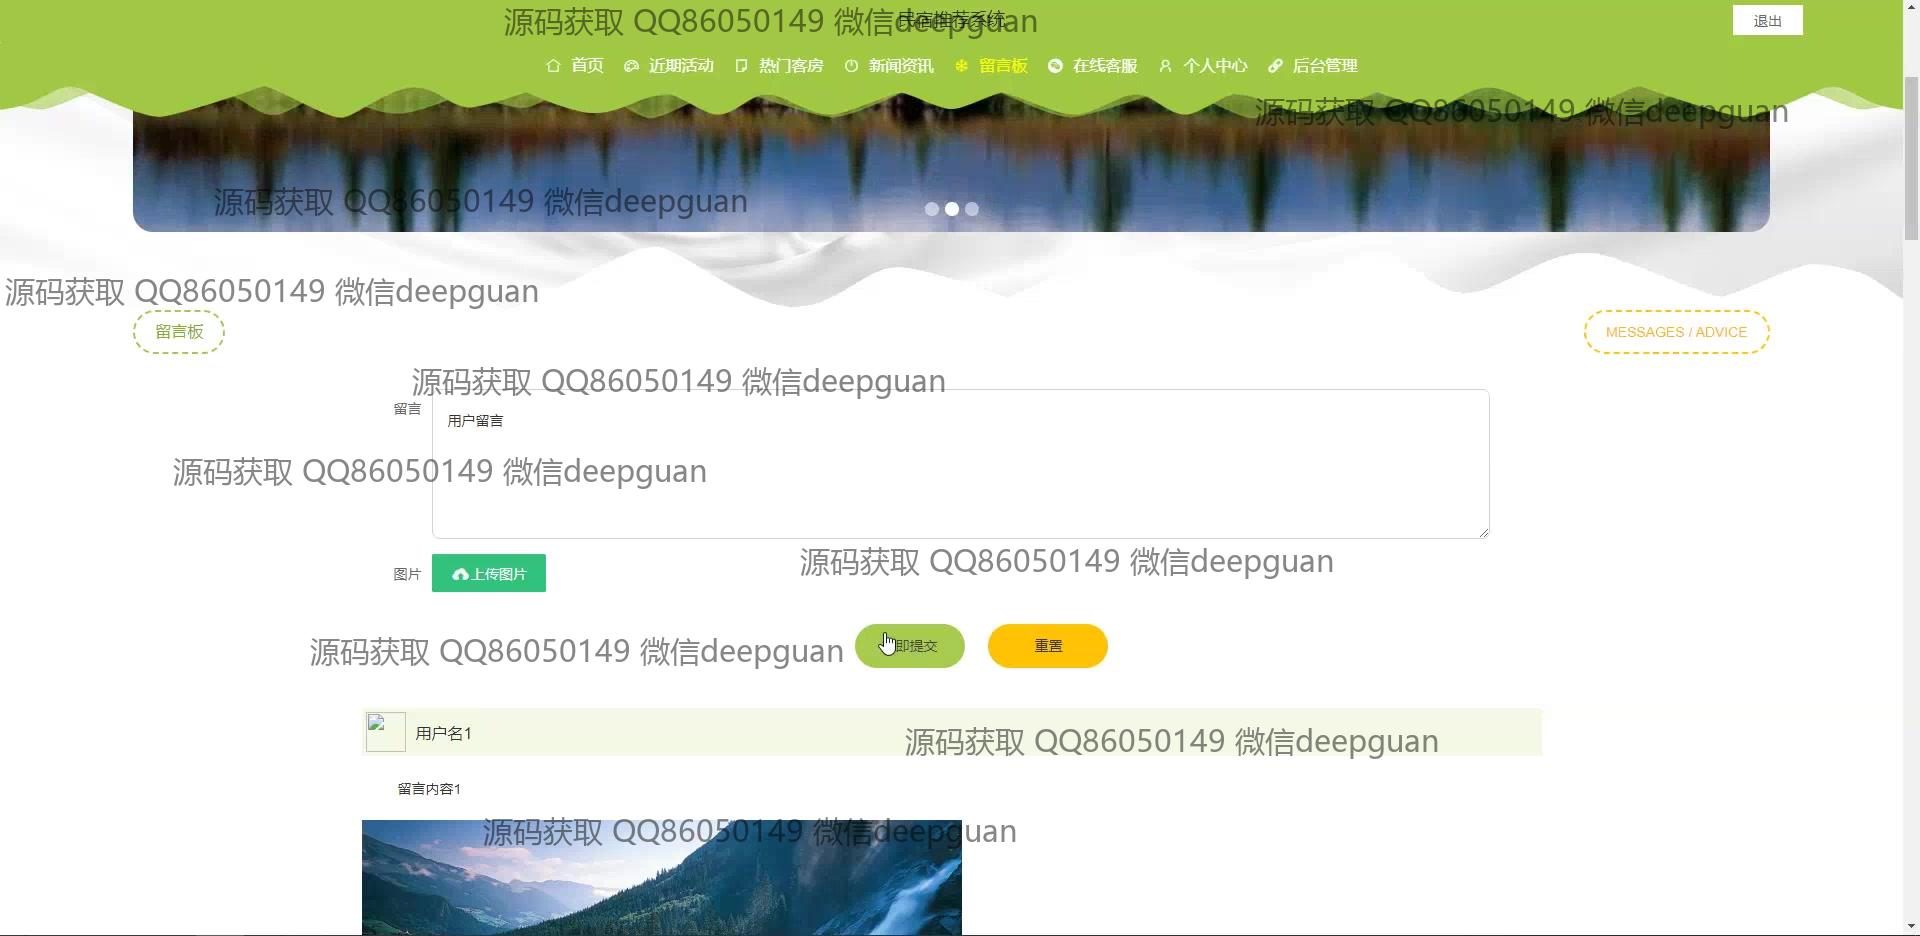 民宿推荐系统
源码获取 QQ86050149 微信deepguan
退出
首页 近期活动 热门客房 新闻资讯 留言板 在线客服 个人中心 后台管理
源码获取 QQ86050149 微信deepguan
源码获取 QQ86050149 微信deepguan
源码获取 QQ86050149 微信deepguan
留言板
MESSAGES / ADVICE
源码获取 QQ86050149 微信deepguan
留言
用户留言
源码获取 QQ86050149 微信deepguan
源码获取 QQ86050149 微信deepguan
图片
上传图片
源码获取 QQ86050149 微信deepguan
即提交
重置
用户名1
源码获取 QQ86050149 微信deepguan
留言内容1
源码获取 QQ86050149 微信deepguan